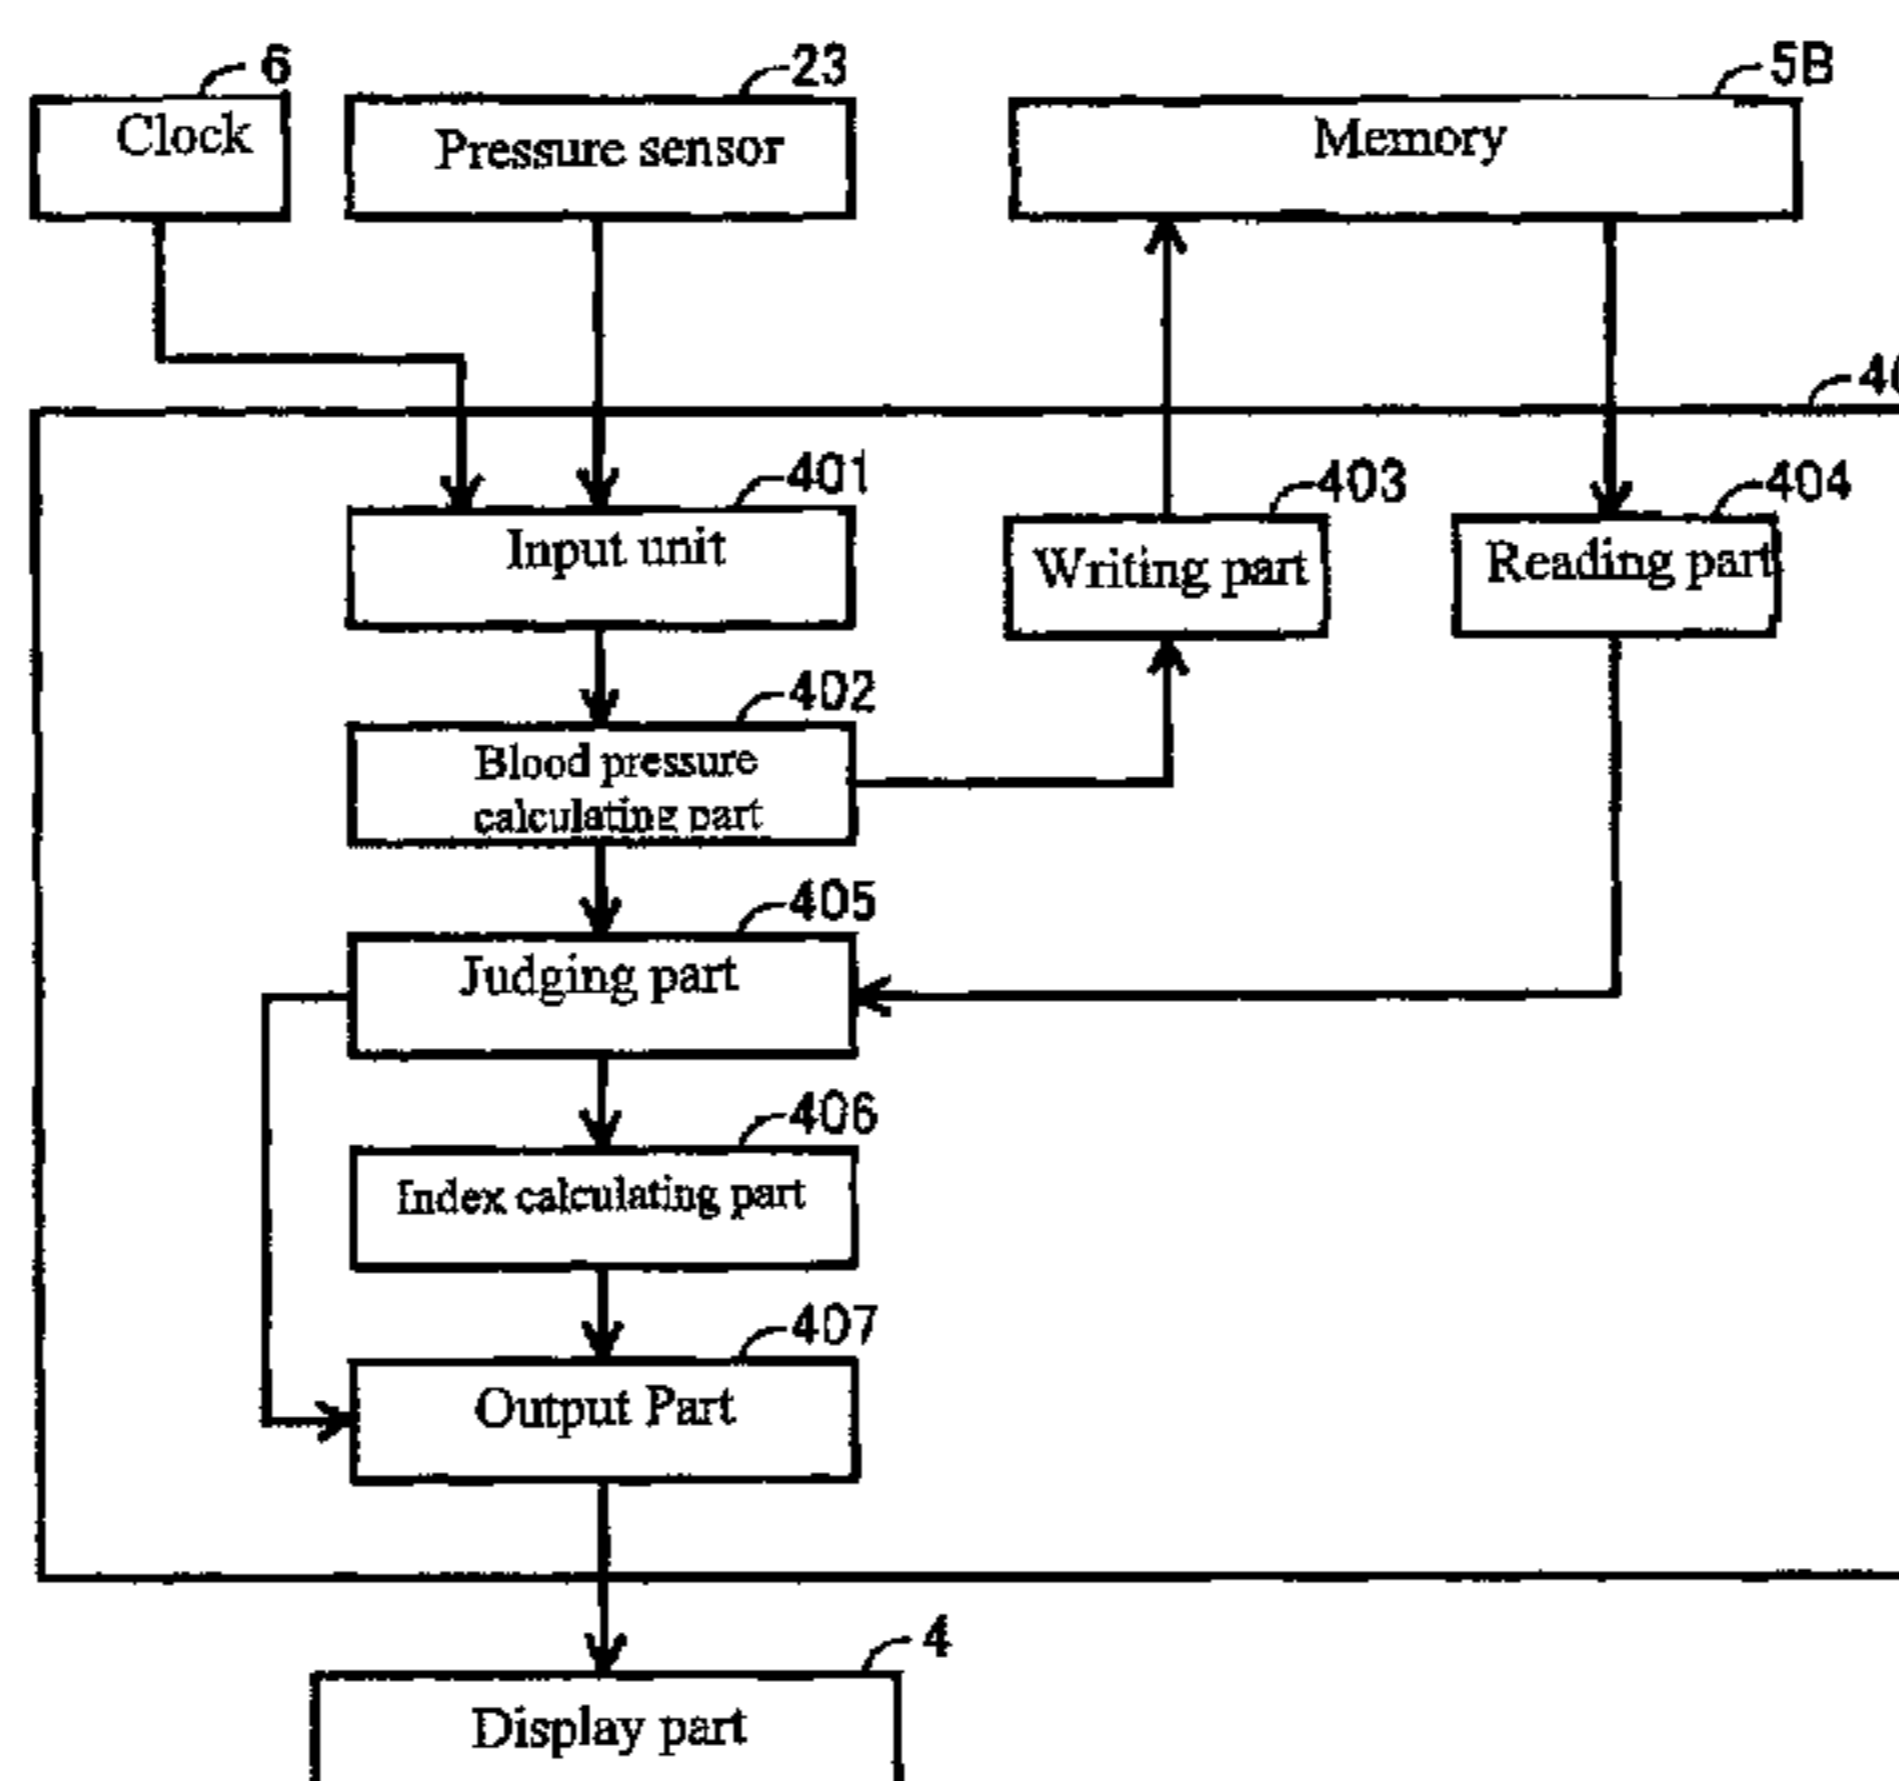 6
23
5B
Clock
Pressure sensor
Memory
401
403
404
Input unit
Writing part
Reading part
402
Blood pressure
calculating part
405
Judging part
406
Index calculating part
407
Output Part
4
Display part